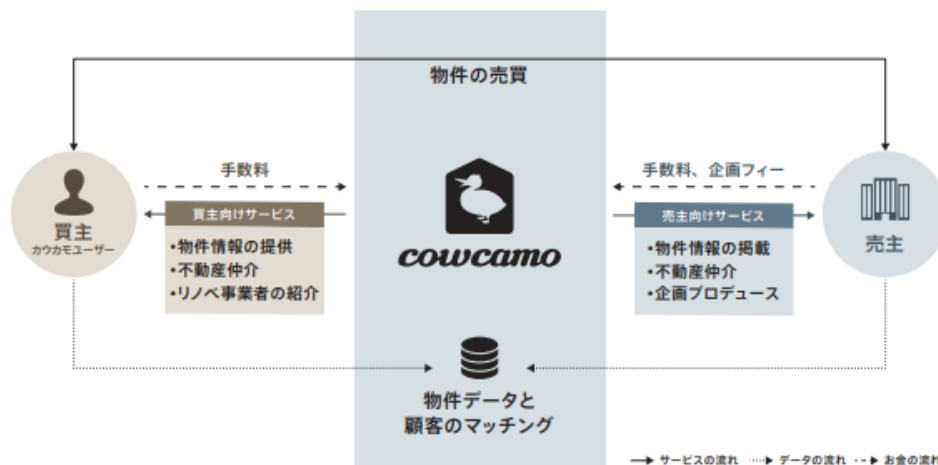 物件の売買
手数料
手数料、企画フィー
買主向けサービス
売主向けサービス
買主
カウカモユーザー
売主
・物件情報の提供
・不動産仲介
・リノベ事業者の紹介
cowcamo
・物件情報の掲載
・不動産仲介
・企画プロデュース
物件データと
顧客のマッチング
サービスの流れ データの流れ お金の流れ